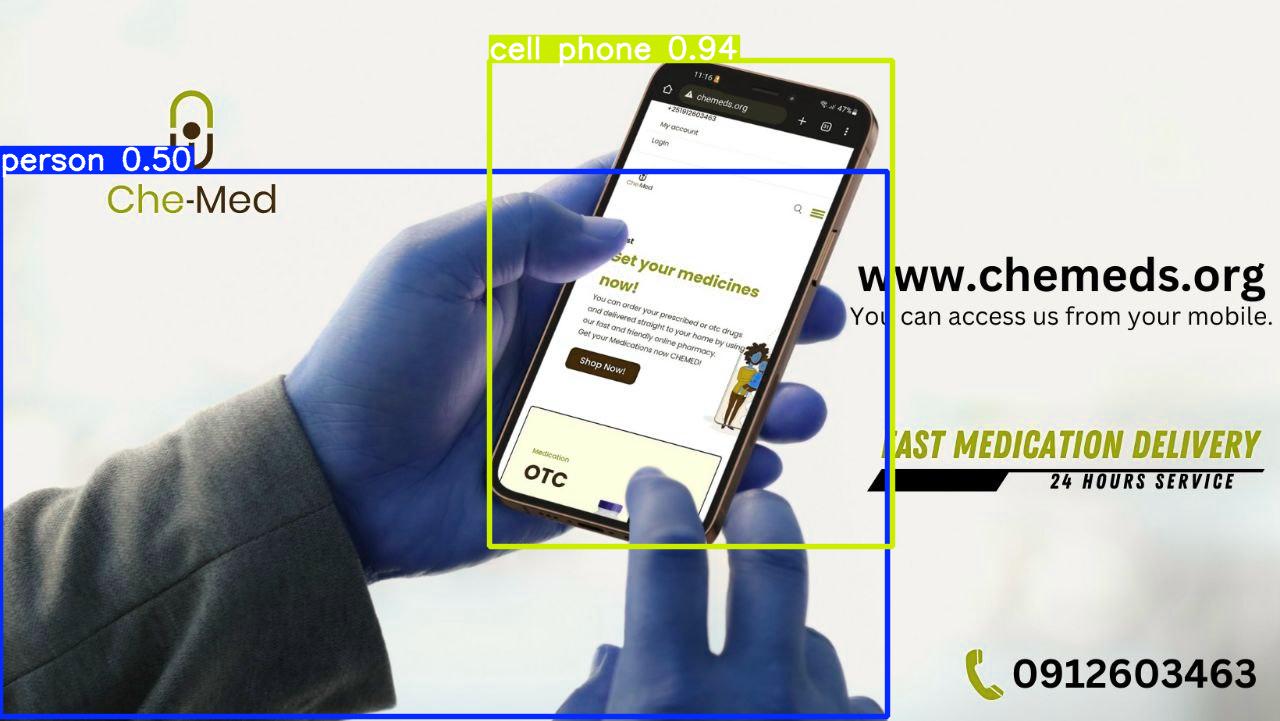 cell phone 0.94
person 0.50
Che-Med
11:16
47%
chemeds.org
31
+251912603463
My account
Login
Che-Med
st
Get your medicines
now!
You can order your prescribed or otc drugs
and delivered straight to your home by using
our fast and friendly online pharmacy.
Get your Medications now CHEMED!
Shop Now!
Medication
OTC
www.chemeds.org
You can access us from your mobile.
FAST MEDICATION DELIVERY
24 HOURS SERVICE
0912603463